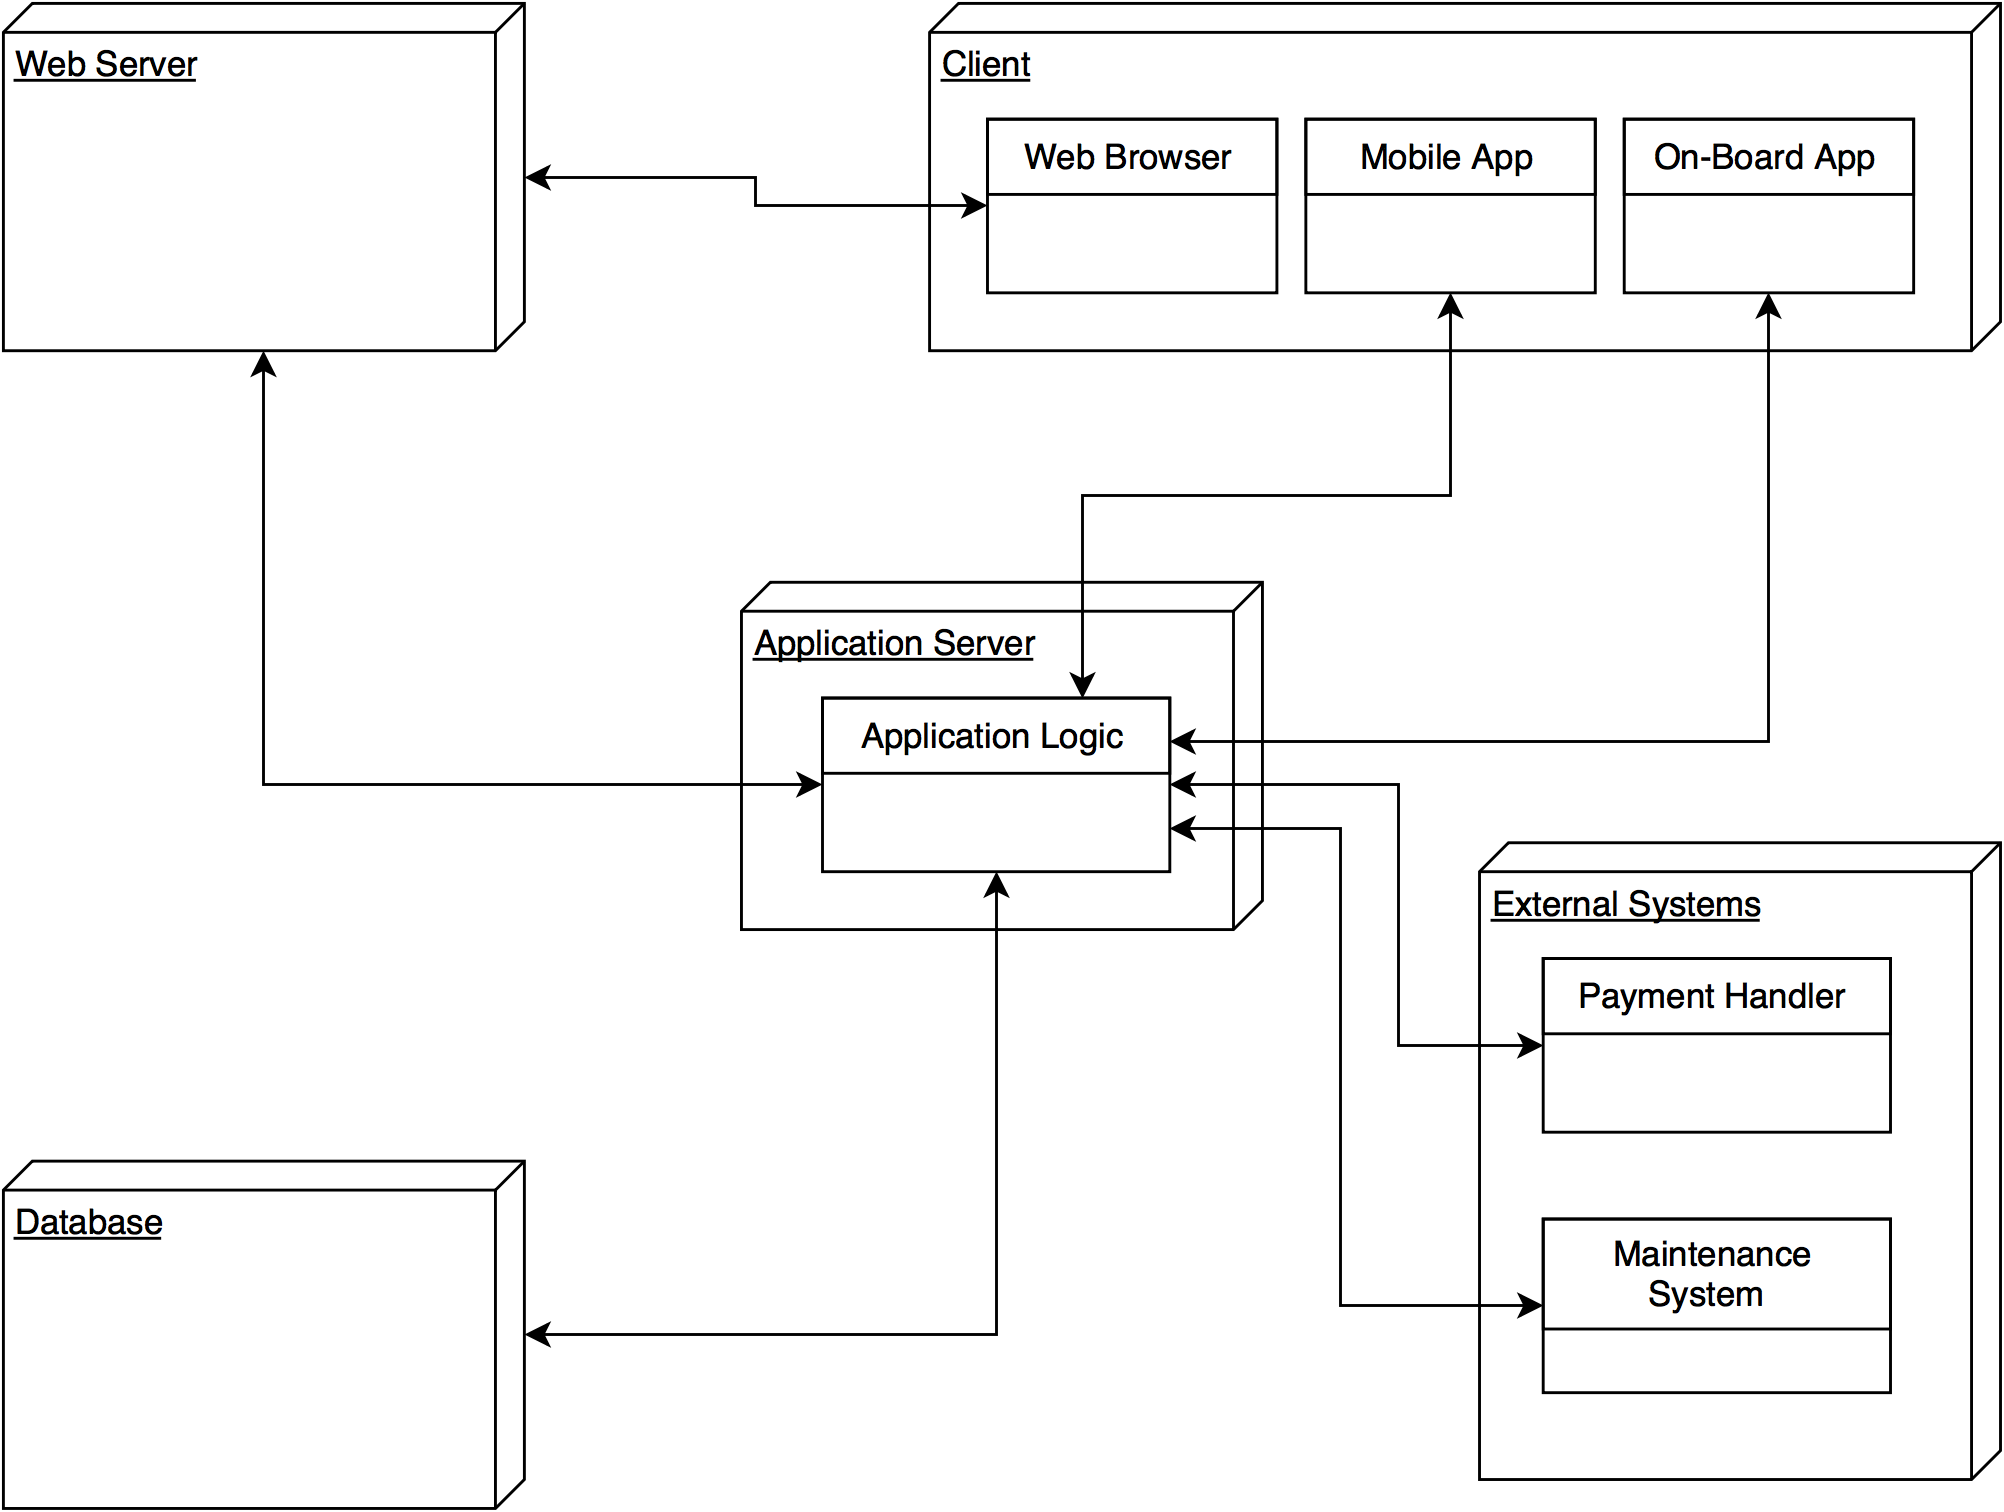 Web Server
Client
Web Browser
Mobile App
On-Board App
Application Server
Application Logic
External Systems
Payment Handler
Database
Maintenance
System